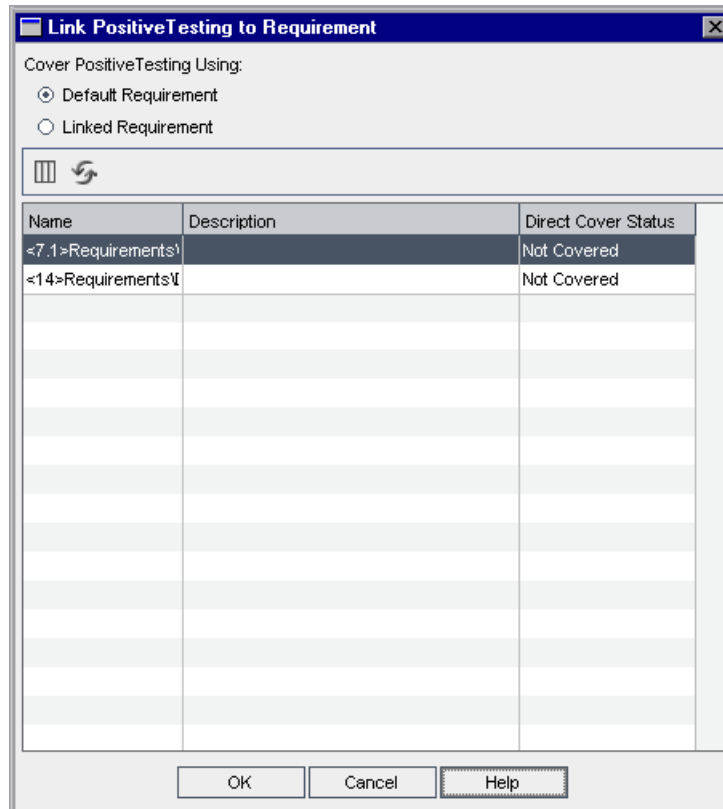 Link PositiveTesting to Requirement
Cover PositiveTesting Using:
Default Requirement
Linked Requirement
Name Description Direct Cover Status
<7.1>Requirements\ Not Covered
<14>Requirements\ Not Covered
OK Cancel Help